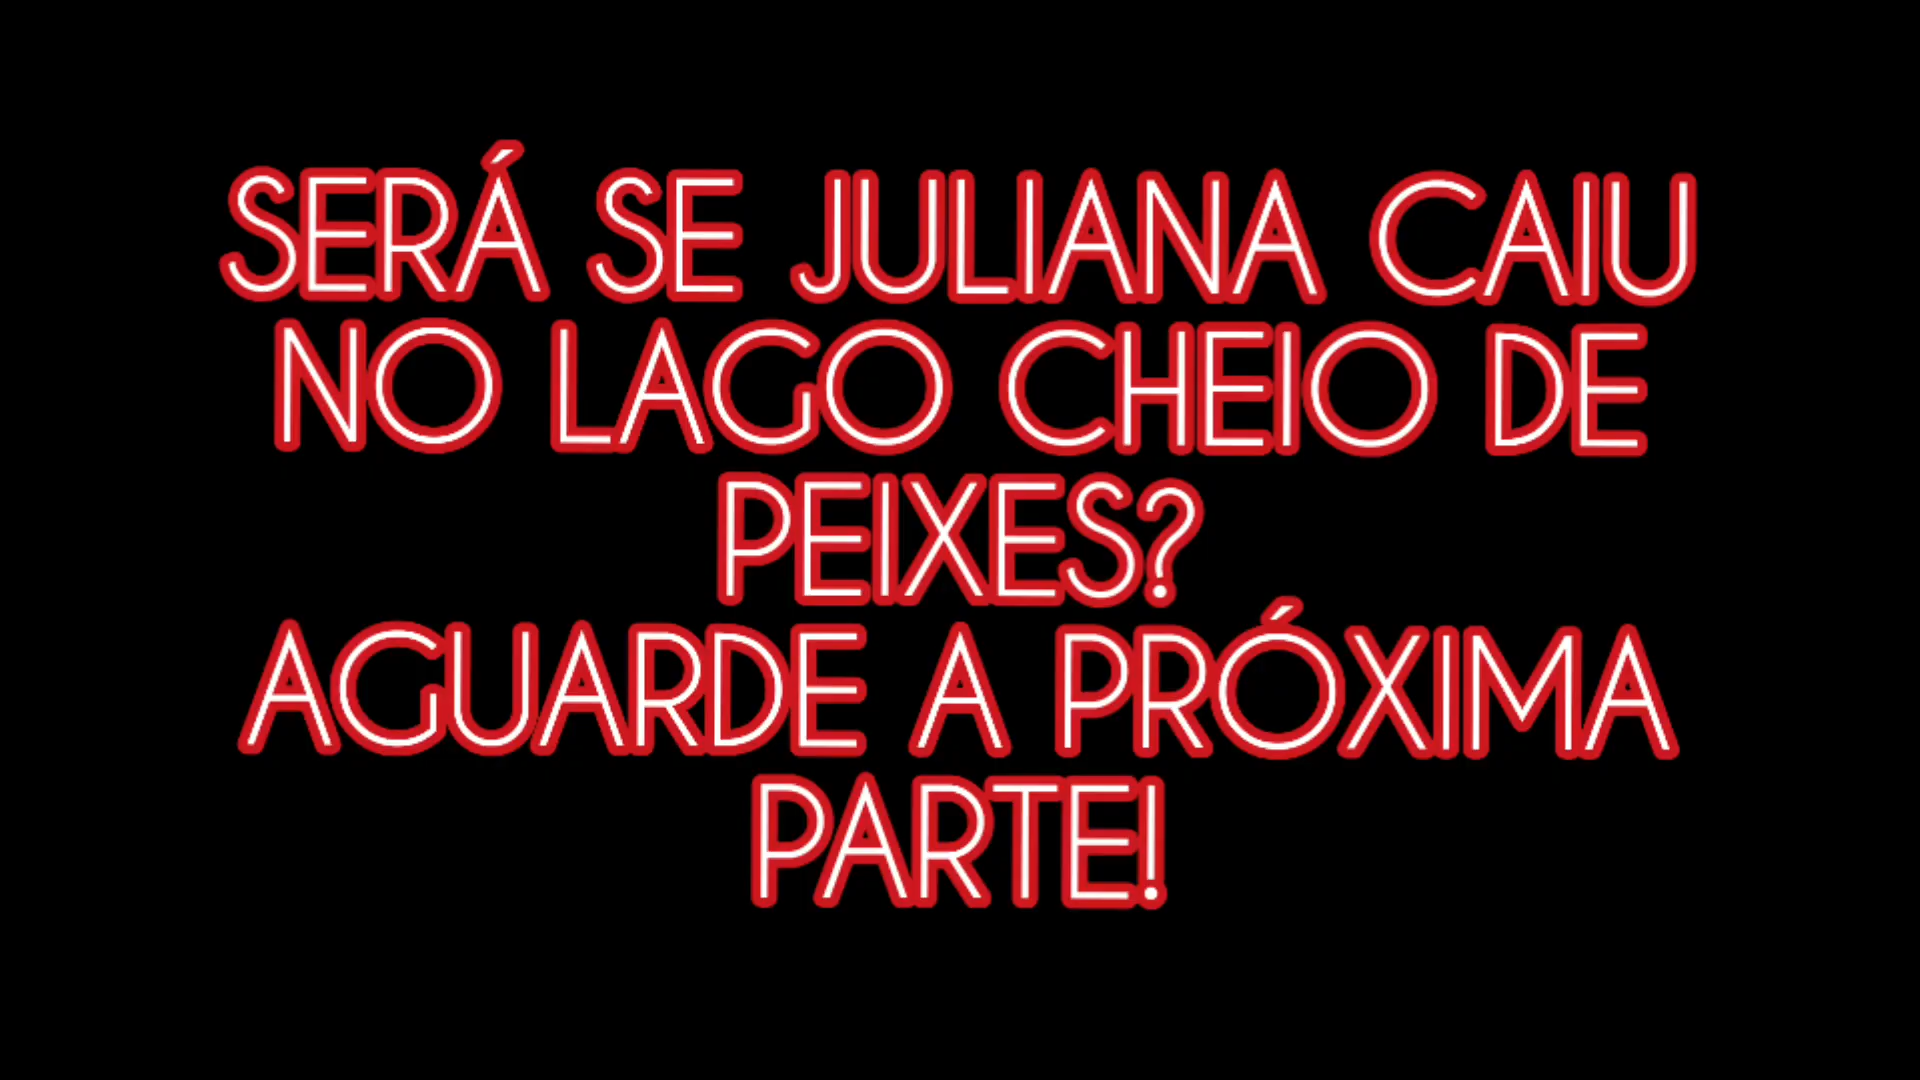 SERÁ SE JULIANA CAIU
NO LAGO CHEIO DE
PEIXES?
AGUARDE A PRÓXIMA
PARTE!